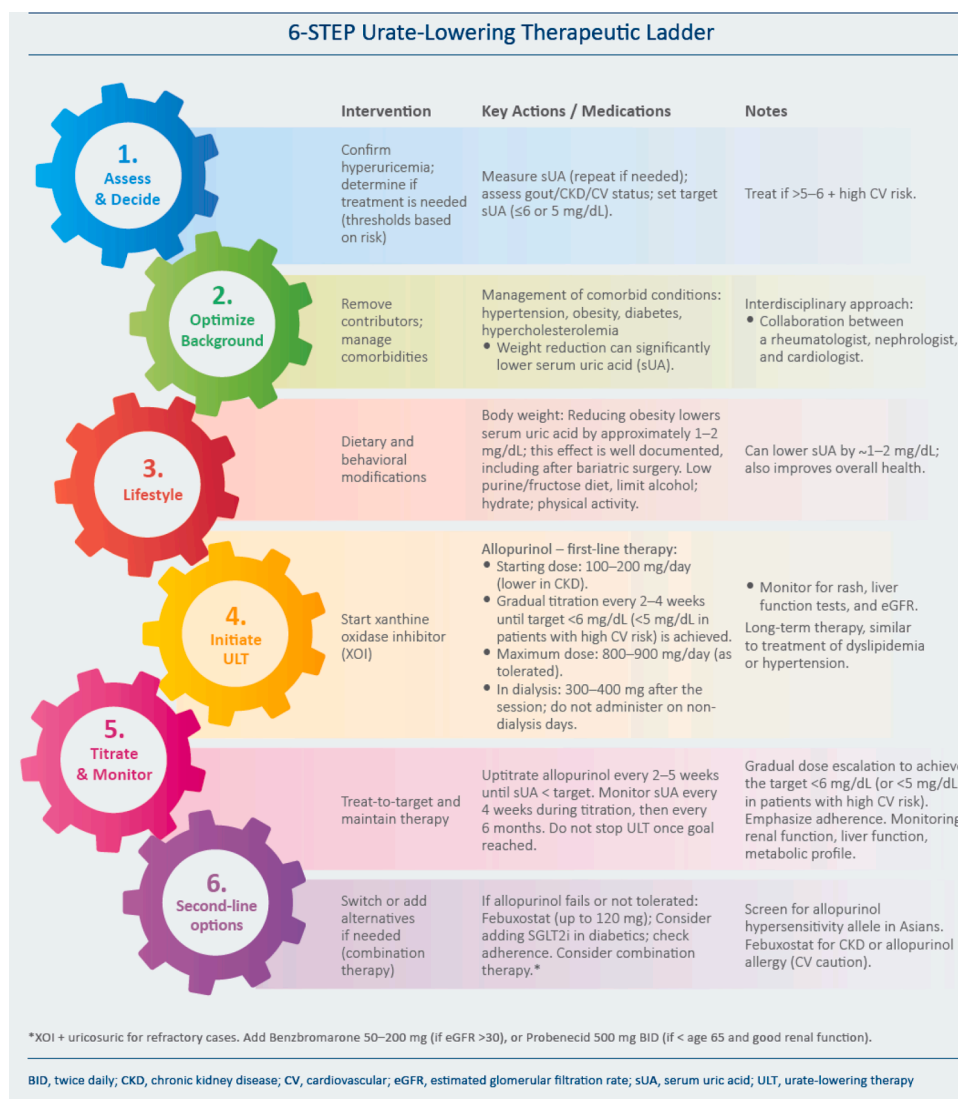 6-STEP Urate-Lowering Therapeutic Ladder
Intervention
Key Actions / Medications
Notes
1.
Assess
& Decide
Confirm
hyperuricemia;
determine if
treatment is needed
(thresholds based
on risk)
Measure sUA (repeat if needed);
assess gout/CKD/CV status; set target
sUA (≤6 or 5 mg/dL).
Treat if >5–6 + high CV risk.
2.
Optimize
Background
Remove
contributors;
manage
comorbidities
Management of comorbid conditions:
hypertension, obesity, diabetes,
hypercholesterolemia
• Weight reduction can significantly
lower serum uric acid (sUA).
Interdisciplinary approach:
• Collaboration between
a rheumatologist, nephrologist,
and cardiologist.
3.
Lifestyle
Dietary and
behavioral
modifications
Body weight: Reducing obesity lowers
serum uric acid by approximately 1–2
mg/dL; this effect is well documented,
including after bariatric surgery. Low
purine/fructose diet, limit alcohol;
hydrate; physical activity.
Can lower sUA by ~1–2 mg/dL;
also improves overall health.
4.
Initiate
ULT
Start xanthine
oxidase inhibitor
(XOI)
Allopurinol – first-line therapy:
• Starting dose: 100–200 mg/day
(lower in CKD).
• Gradual titration every 2–4 weeks
until target <6 mg/dL (<5 mg/dL in
patients with high CV risk) is achieved.
• Maximum dose: 800–900 mg/day (as
tolerated).
• In dialysis: 300–400 mg after the
session; do not administer on non-
dialysis days.
• Monitor for rash, liver
function tests, and eGFR.
Long-term therapy, similar
to treatment of dyslipidemia
or hypertension.
5.
Titrate
& Monitor
Treat-to-target and
maintain therapy
Uptitrate allopurinol every 2–5 weeks
until sUA < target. Monitor sUA every
4 weeks during titration, then every
6 months. Do not stop ULT once goal
reached.
Gradual dose escalation to achieve
the target <6 mg/dL (or <5 mg/dL
in patients with high CV risk).
Emphasize adherence. Monitoring
renal function, liver function,
metabolic profile.
6.
Second-line
options
Switch or add
alternatives
if needed
(combination
therapy)
If allopurinol fails or not tolerated:
Febuxostat (up to 120 mg); Consider
adding SGLT2i in diabetics; check
adherence. Consider combination
therapy.*
Screen for allopurinol
hypersensitivity allele in Asians.
Febuxostat for CKD or allopurinol
allergy (CV caution).
*XOI + uricosuric for refractory cases. Add Benzbromarone 50–200 mg (if eGFR >30), or Probenecid 500 mg BID (if < age 65 and good renal function).
BID, twice daily; CKD, chronic kidney disease; CV, cardiovascular; eGFR, estimated glomerular filtration rate; sUA, serum uric acid; ULT, urate-lowering therapy